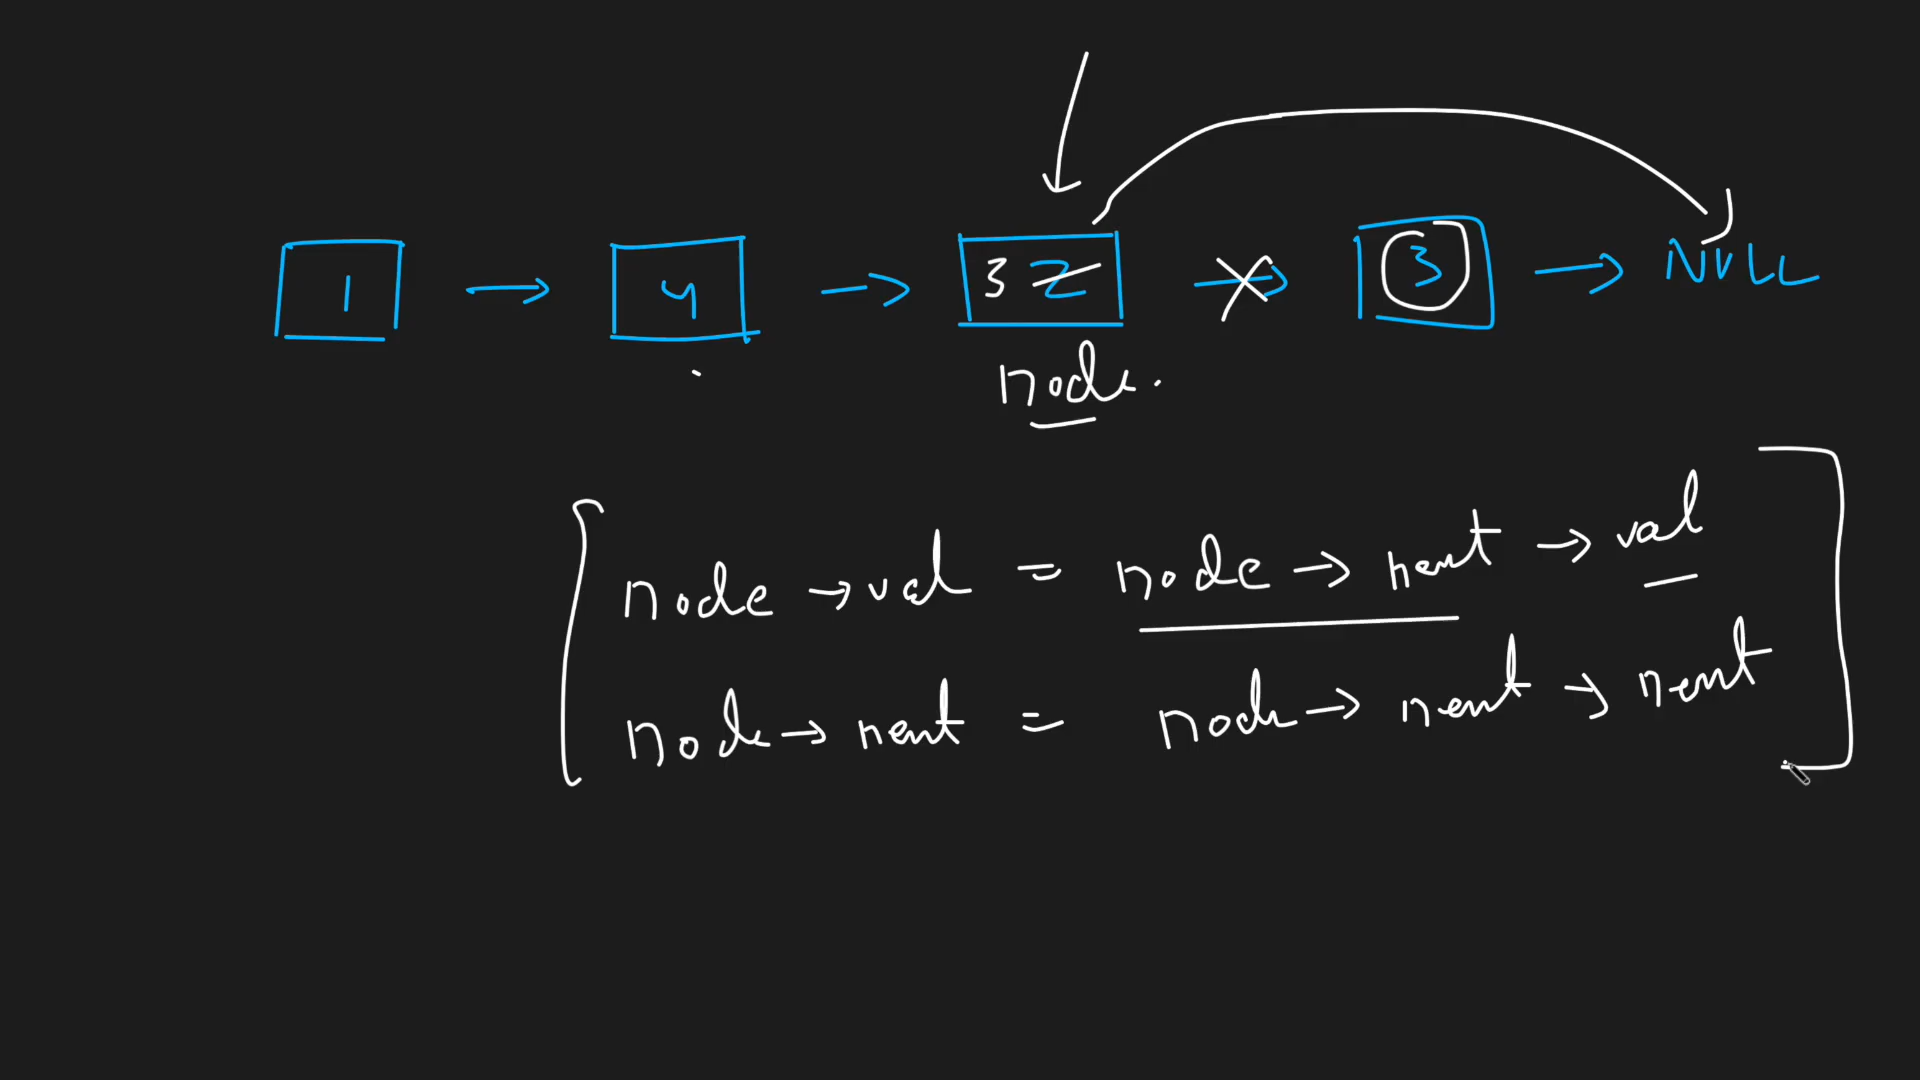 1 → 4 → 3 2 → 3 → NULL
node.
node → val = node → next → val
node → next = node → next → next